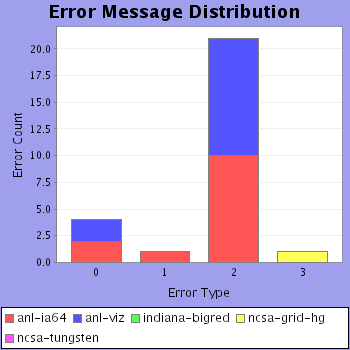 Error Message Distribution
Error Count
20.0
17.5
15.0
12.5
10.0
7.5
5.0
2.5
0.0
0 1 2 3
Error Type
anl-ia64 anl-viz indiana-bigred ncsa-grid-hg
ncsa-tungsten